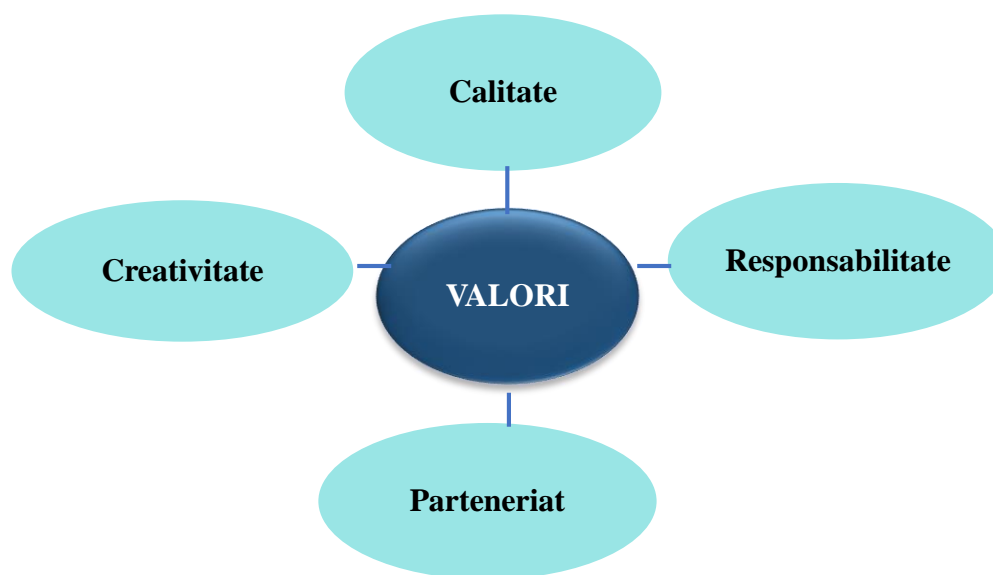 Calitate
Creativitate
Responsabilitate
VALORI
Parteneriat